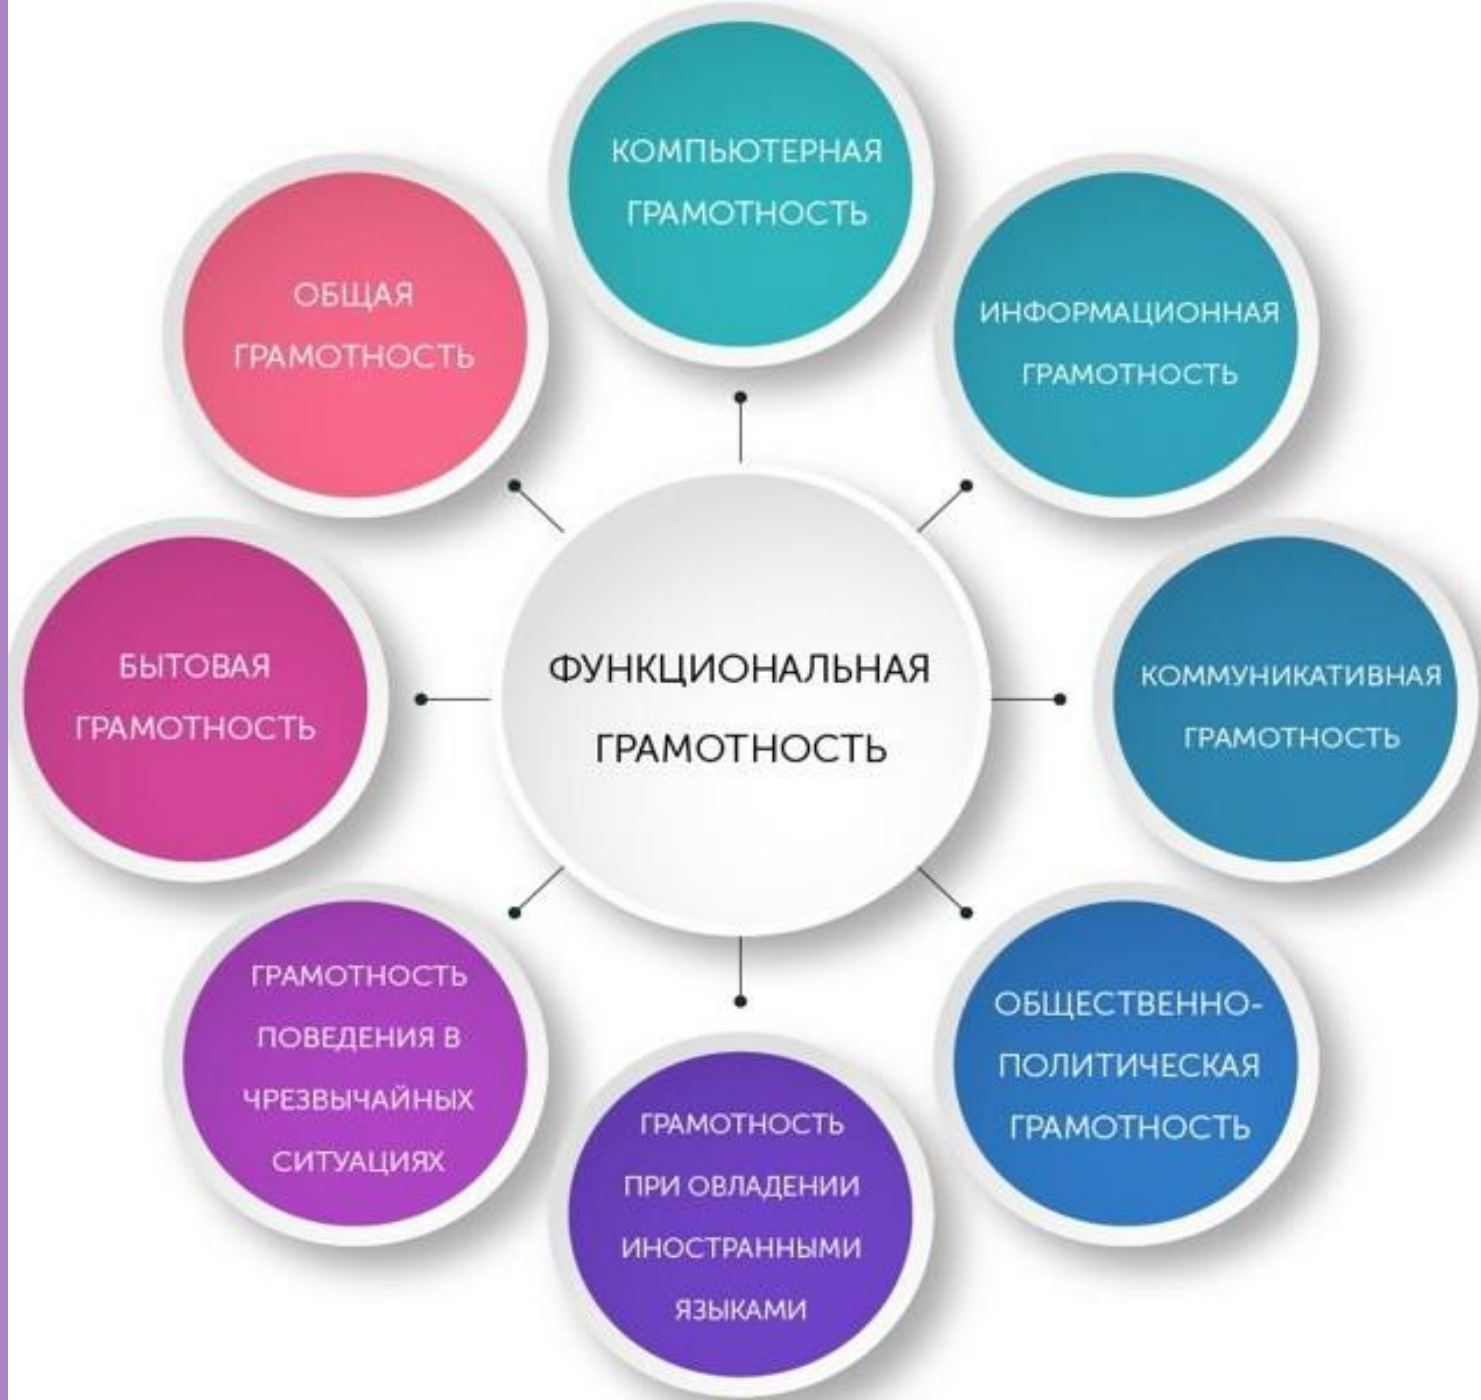 КОМПЬЮТЕРНАЯ
ГРАМОТНОСТЬ
ОБЩАЯ
ГРАМОТНОСТЬ
ИНФОРМАЦИОННАЯ
ГРАМОТНОСТЬ
БЫТОВАЯ
ГРАМОТНОСТЬ
ФУНКЦИОНАЛЬНАЯ
ГРАМОТНОСТЬ
КОММУНИКАТИВНАЯ
ГРАМОТНОСТЬ
ГРАМОТНОСТЬ
ПОВЕДЕНИЯ В
ЧРЕЗВЫЧАЙНЫХ
СИТУАЦИЯХ
ГРАМОТНОСТЬ
ПРИ ОВЛАДЕНИИ
ИНОСТРАННЫМИ
ЯЗЫКАМИ
ОБЩЕСТВЕННО-
ПОЛИТИЧЕСКАЯ
ГРАМОТНОСТЬ